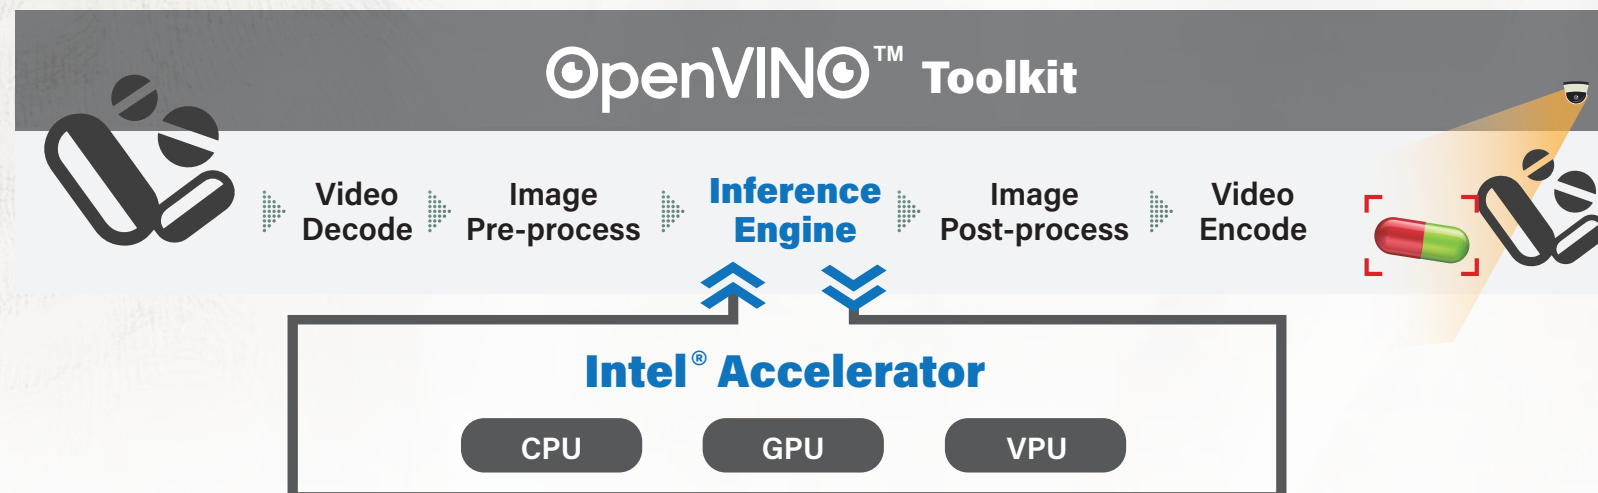 OpenVINO™ Toolkit
Video Decode
Image Pre-process
Inference Engine
Image Post-process
Video Encode
Intel® Accelerator
CPU
GPU
VPU